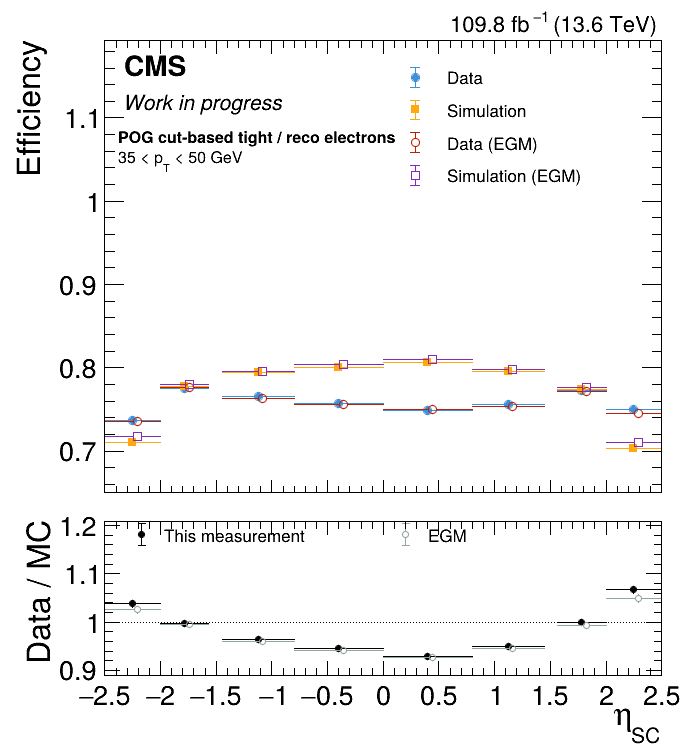 109.8 fb⁻¹ (13.6 TeV)
Efficiency
CMS
Work in progress
POG cut-based tight / reco electrons
35 < p_T < 50 GeV
Data
Simulation
Data (EGM)
Simulation (EGM)
1.1
1
0.9
0.8
0.7
Data / MC
This measurement
EGM
1.2
1.1
1
0.9
−2.5 −2 −1.5 −1 −0.5 0 0.5 1 1.5 2 2.5
η_SC